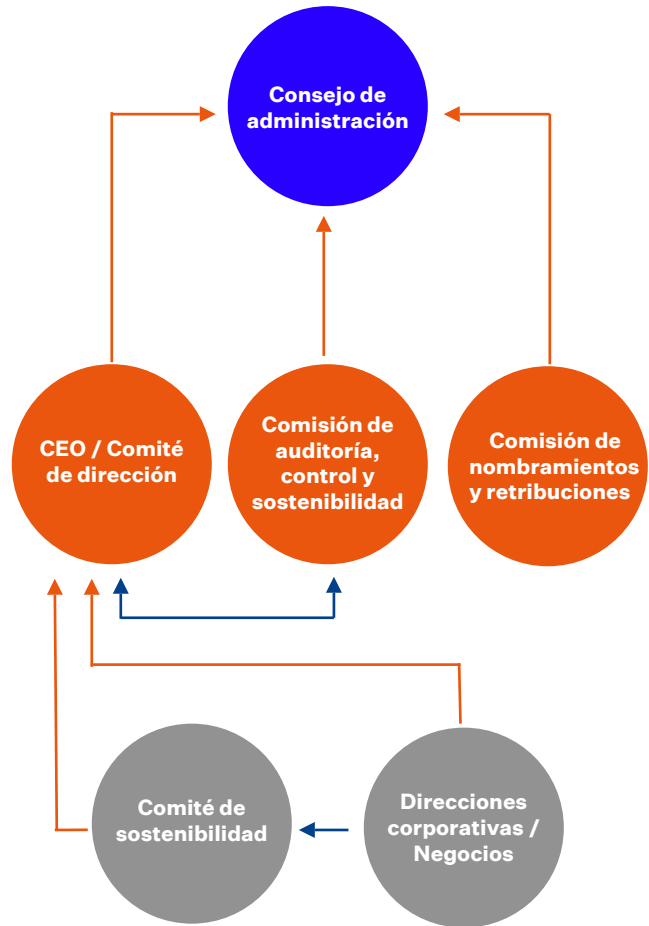 Consejo de
administración
CEO / Comité
de dirección
Comisión de
auditoría,
control y
sostenibilidad
Comisión de
nombramientos
y retribuciones
Comité de
sostenibilidad
Direcciones
corporativas /
Negocios